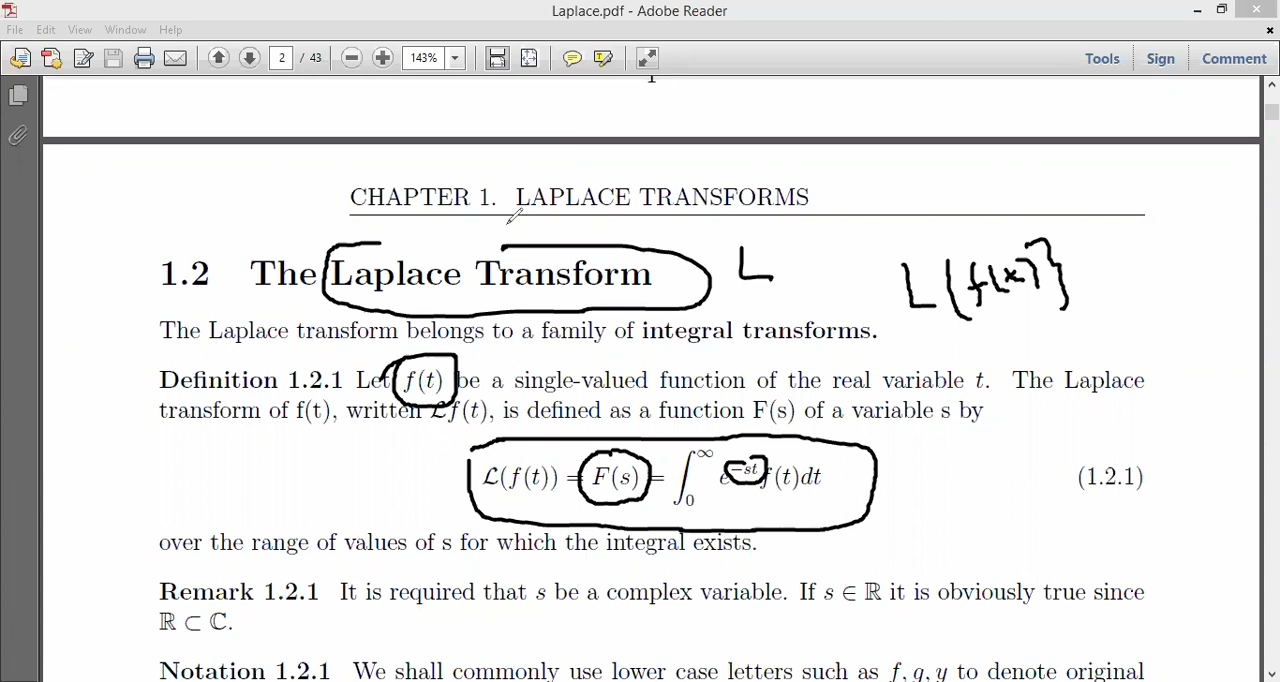 Laplace.pdf - Adobe Reader
File Edit View Window Help
2 / 43 143% Tools Sign Comment
CHAPTER 1. LAPLACE TRANSFORMS
1.2 The Laplace Transform L L{f(x)}
The Laplace transform belongs to a family of integral transforms.
Definition 1.2.1 Let f(t) be a single-valued function of the real variable t. The Laplace
transform of f(t), written ℒf(t), is defined as a function F(s) of a variable s by
ℒ(f(t)) = F(s) = ∫₀^∞ e^{-st} f(t)dt (1.2.1)
over the range of values of s for which the integral exists.
Remark 1.2.1 It is required that s be a complex variable. If s ∈ ℝ it is obviously true since
ℝ ⊂ ℂ.
Notation 1.2.1 We shall commonly use lower case letters such as f, g, y to denote original